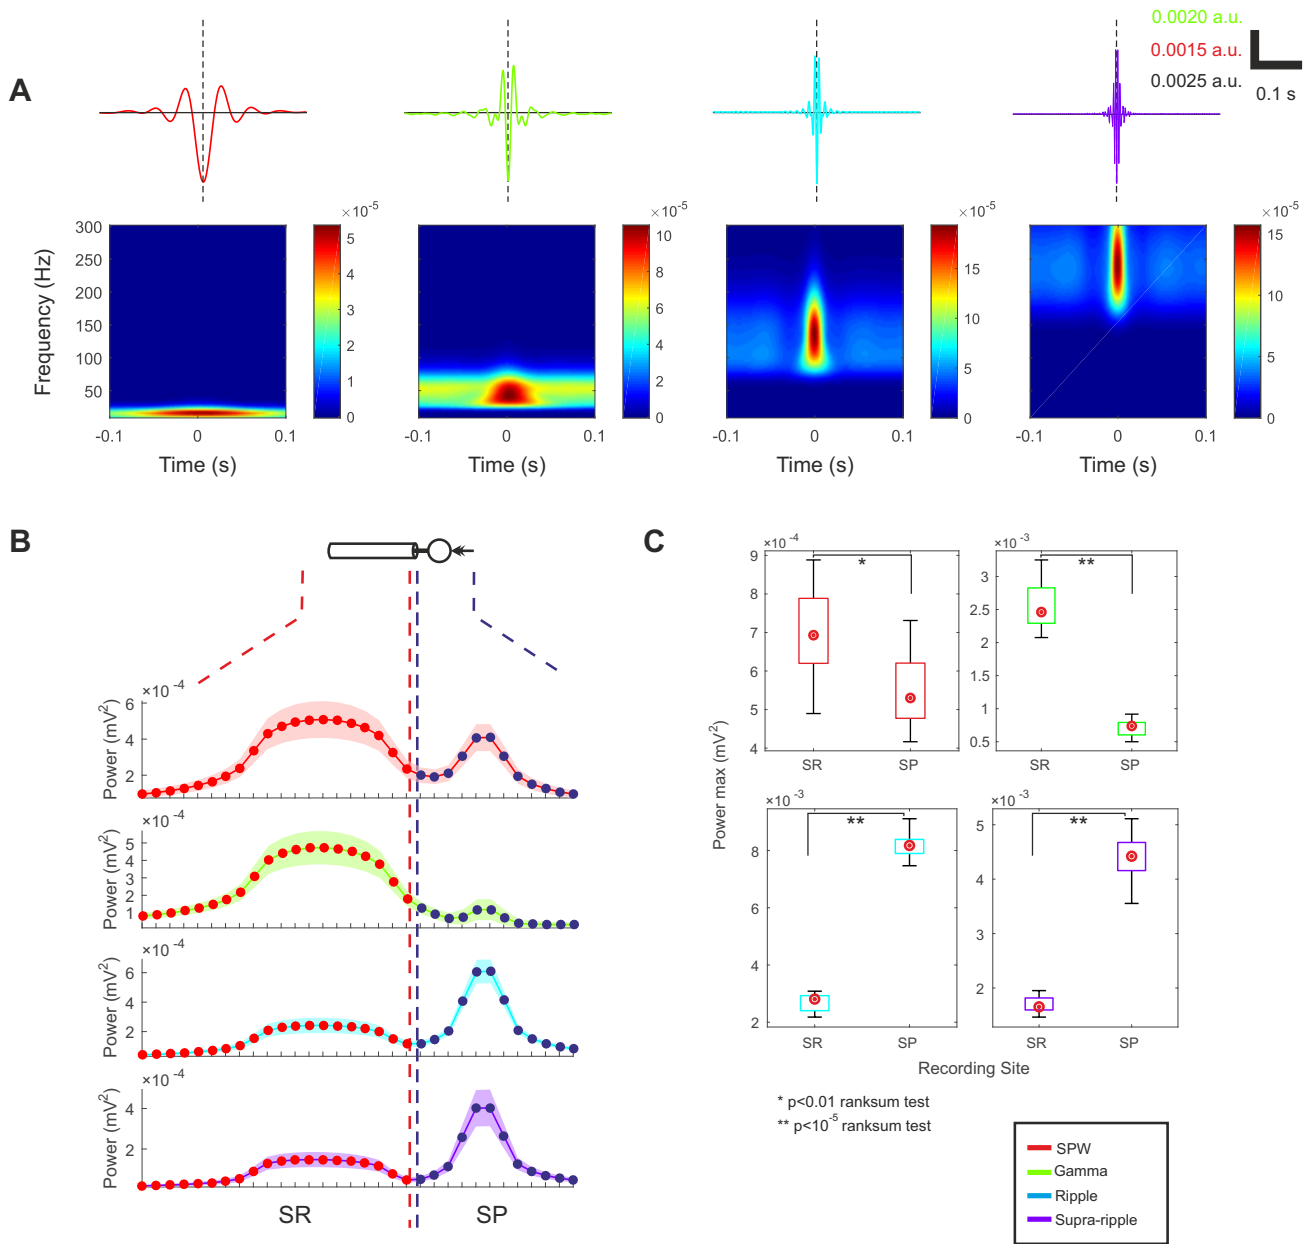 A
0.0020 a.u.
0.0015 a.u.
0.0025 a.u.
0.1 s
×10-5
×10-5
×10-5
×10-5
Frequency (Hz)
300
250
200
150
100
50
5
4
3
2
1
0
10
8
6
4
2
0
15
10
5
0
15
10
5
0
-0.1 0 0.1
-0.1 0 0.1
-0.1 0 0.1
-0.1 0 0.1
Time (s)
Time (s)
Time (s)
Time (s)
B
×10-4
Power (mV2)
6
4
2
×10-4
Power (mV2)
5
4
3
2
1
×10-4
Power (mV2)
6
4
2
×10-4
Power (mV2)
4
2
SR SP
C
Power max (mV2)
×10-4
9
8
7
6
5
4
*
SR SP
×10-3
3
2.5
2
1.5
1
0.5
**
SR SP
×10-3
8
6
4
2
**
SR SP
×10-3
5
4
3
2
**
SR SP
Recording Site
* p<0.01 ranksum test
** p<10-5 ranksum test
SPW
Gamma
Ripple
Supra-ripple